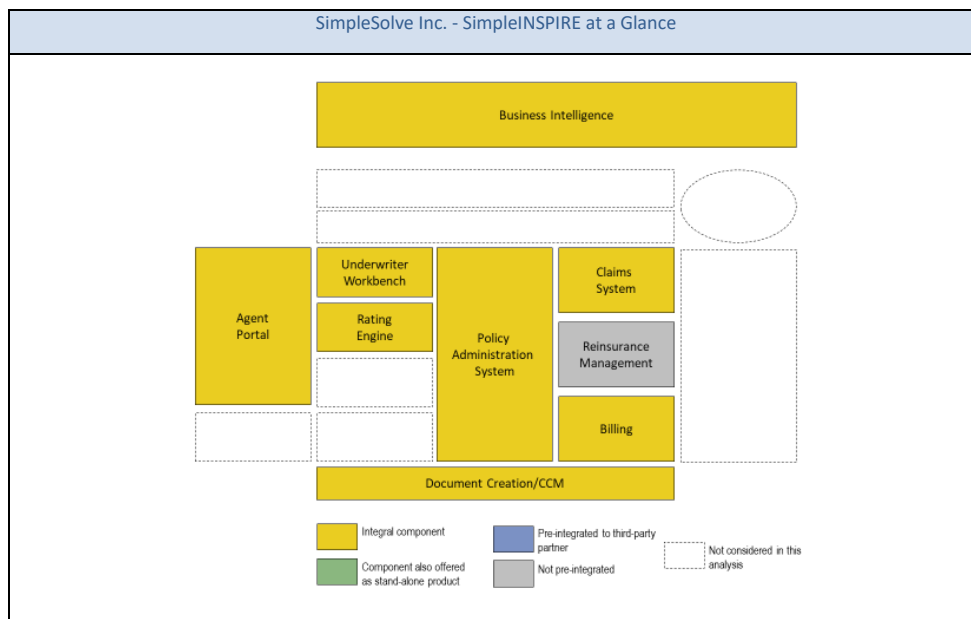 SimpleSolve Inc. - SimpleINSPIRE at a Glance
Business Intelligence
Agent
Portal
Underwriter
Workbench
Rating
Engine
Policy
Administration
System
Claims
System
Reinsurance
Management
Billing
Document Creation/CCM
Integral component
Component also offered
as stand-alone product
Pre-integrated to third-party
partner
Not pre-integrated
Not considered in this
analysis